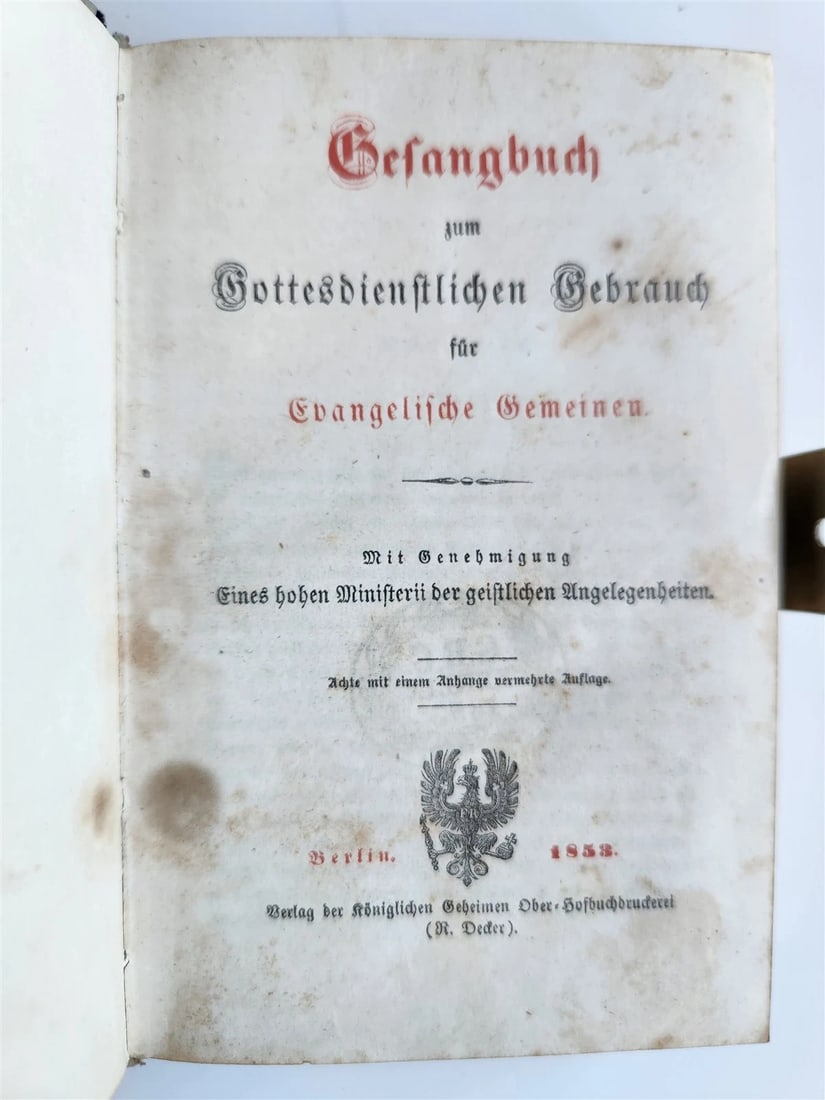 Gesangbuch
zum
Gottesdienstlichen Gebrauch
für
Evangelische Gemeinen.
Mit Genehmigung
Eines hohen Ministerii der geistlichen Angelegenheiten.
Achte mit einem Anhange vermehrte Auflage.
Berlin. 1853.
Verlag der Königlichen Geheimen Ober-Hofbuchdruckerei
(R. Decker).